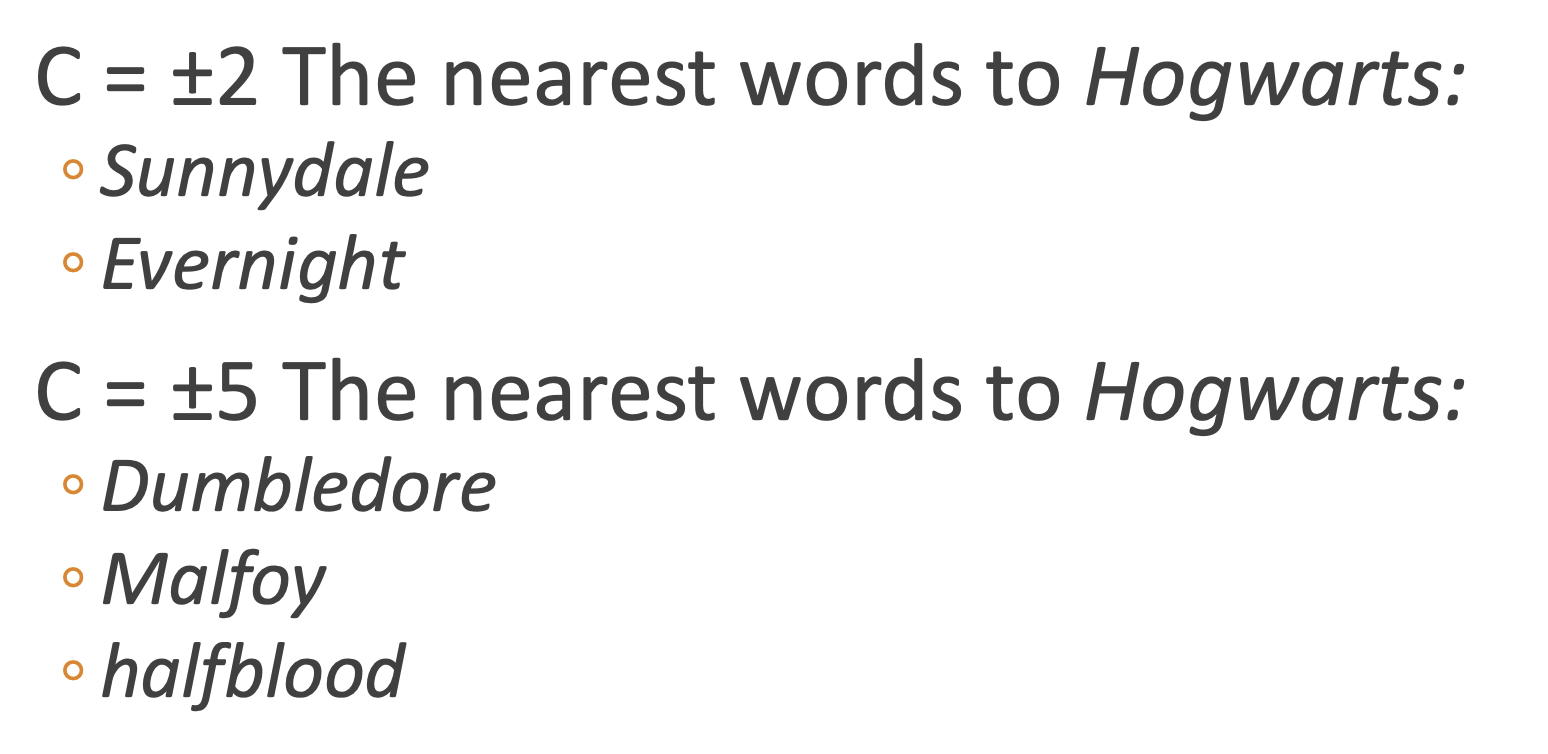 C = ±2 The nearest words to Hogwarts:
◦ Sunnydale
◦ Evernight
C = ±5 The nearest words to Hogwarts:
◦ Dumbledore
◦ Malfoy
◦ halfblood